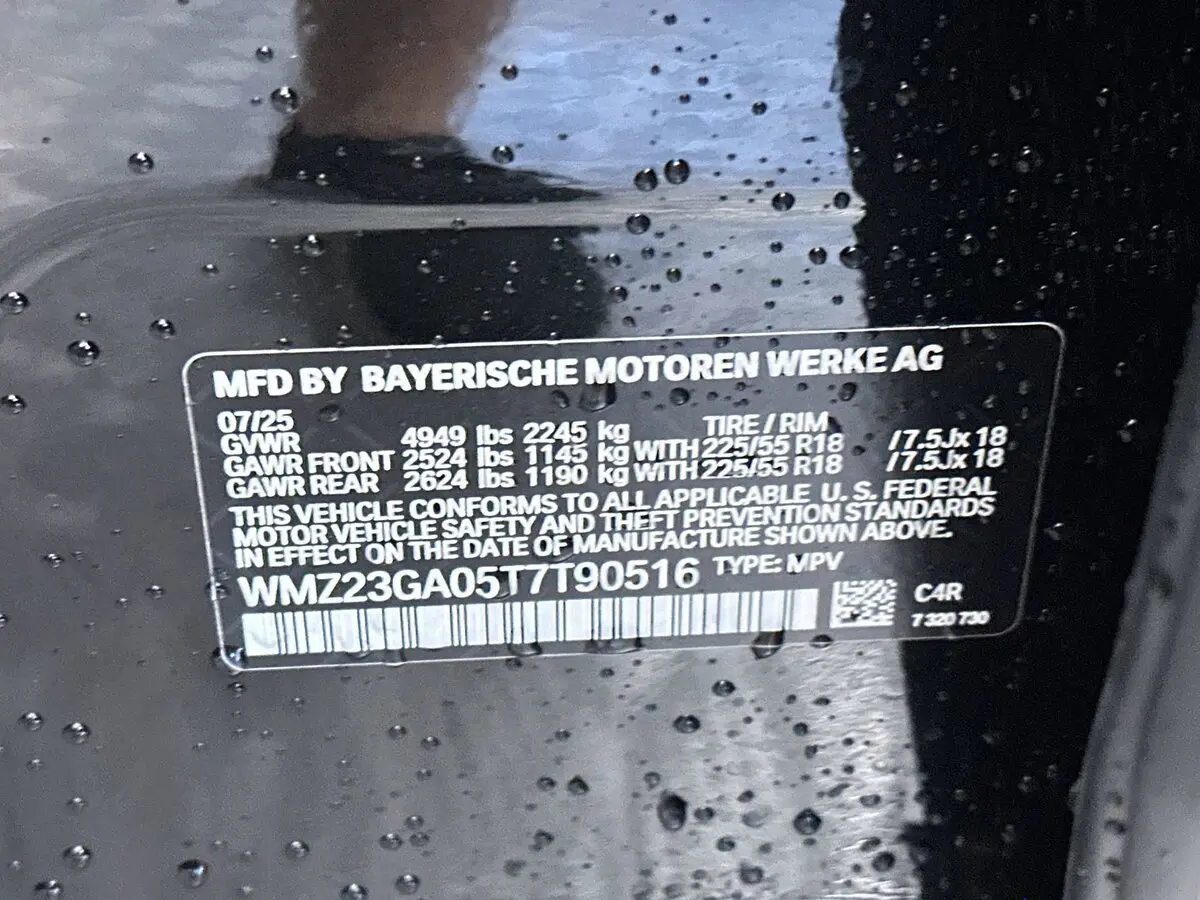 MFD BY BAYERISCHE MOTOREN WERKE AG
07/25 TIRE / RIM
GVWR 4949 lbs 2245 kg
GAWR FRONT 2524 lbs 1145 kg WITH 225/55 R18 / 7.5Jx 18
GAWR REAR 2624 lbs 1190 kg WITH 225/55 R18 / 7.5Jx 18
THIS VEHICLE CONFORMS TO ALL APPLICABLE U. S. FEDERAL
MOTOR VEHICLE SAFETY AND THEFT PREVENTION STANDARDS
IN EFFECT ON THE DATE OF MANUFACTURE SHOWN ABOVE.
WMZ23GA05T7T90516 TYPE: MPV
C4R
7 320 730